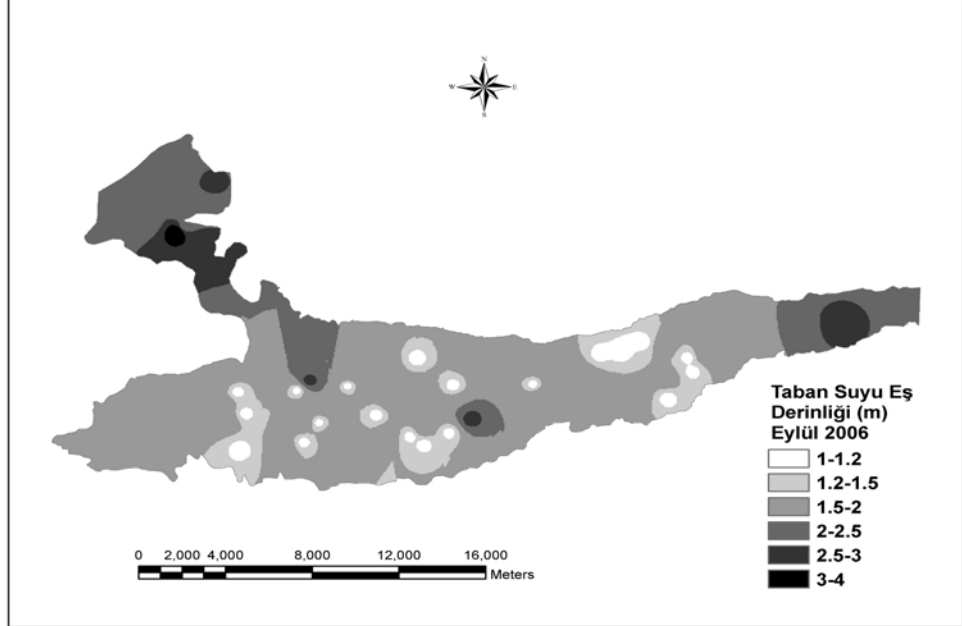 N
W E
S
Taban Suyu Eş
Derinliği (m)
Eylül 2006
1-1.2
1.2-1.5
1.5-2
2-2.5
2.5-3
3-4
0 2,000 4,000 8,000 12,000 16,000
Meters